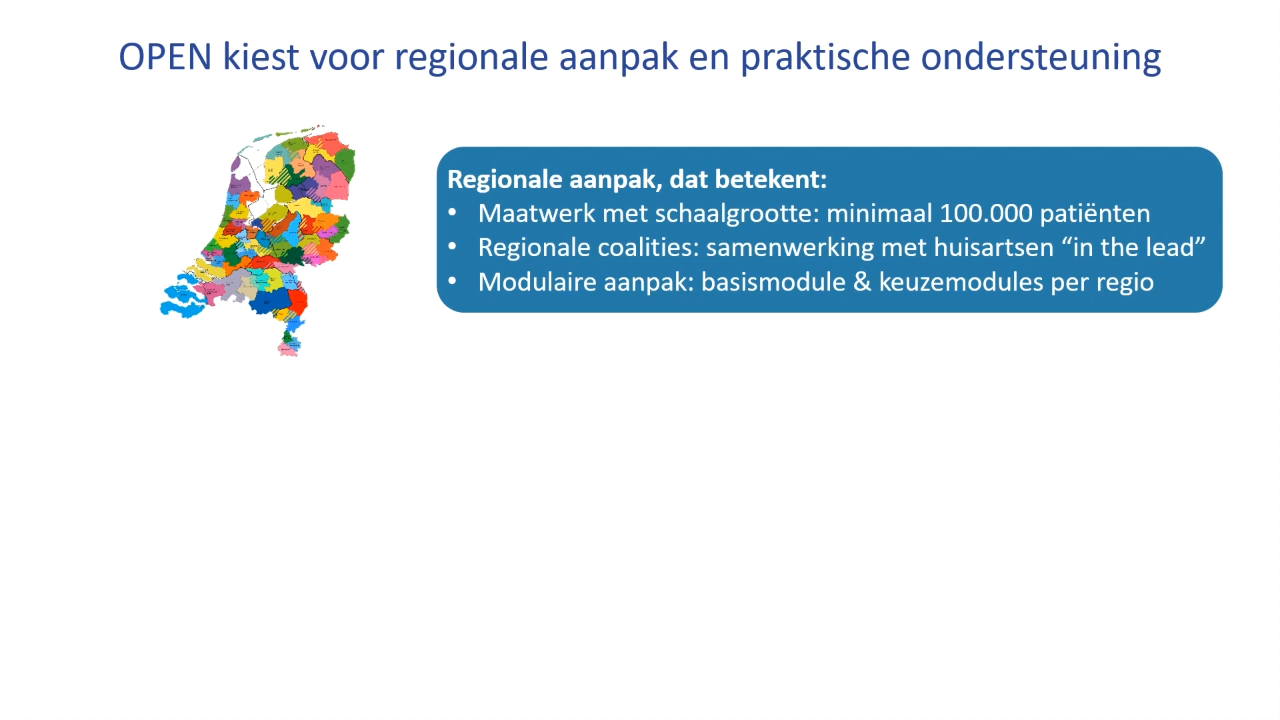 OPEN kiest voor regionale aanpak en praktische ondersteuning
Regionale aanpak, dat betekent:
• Maatwerk met schaalgrootte: minimaal 100.000 patiënten
• Regionale coalities: samenwerking met huisartsen “in the lead”
• Modulaire aanpak: basismodule & keuzemodules per regio